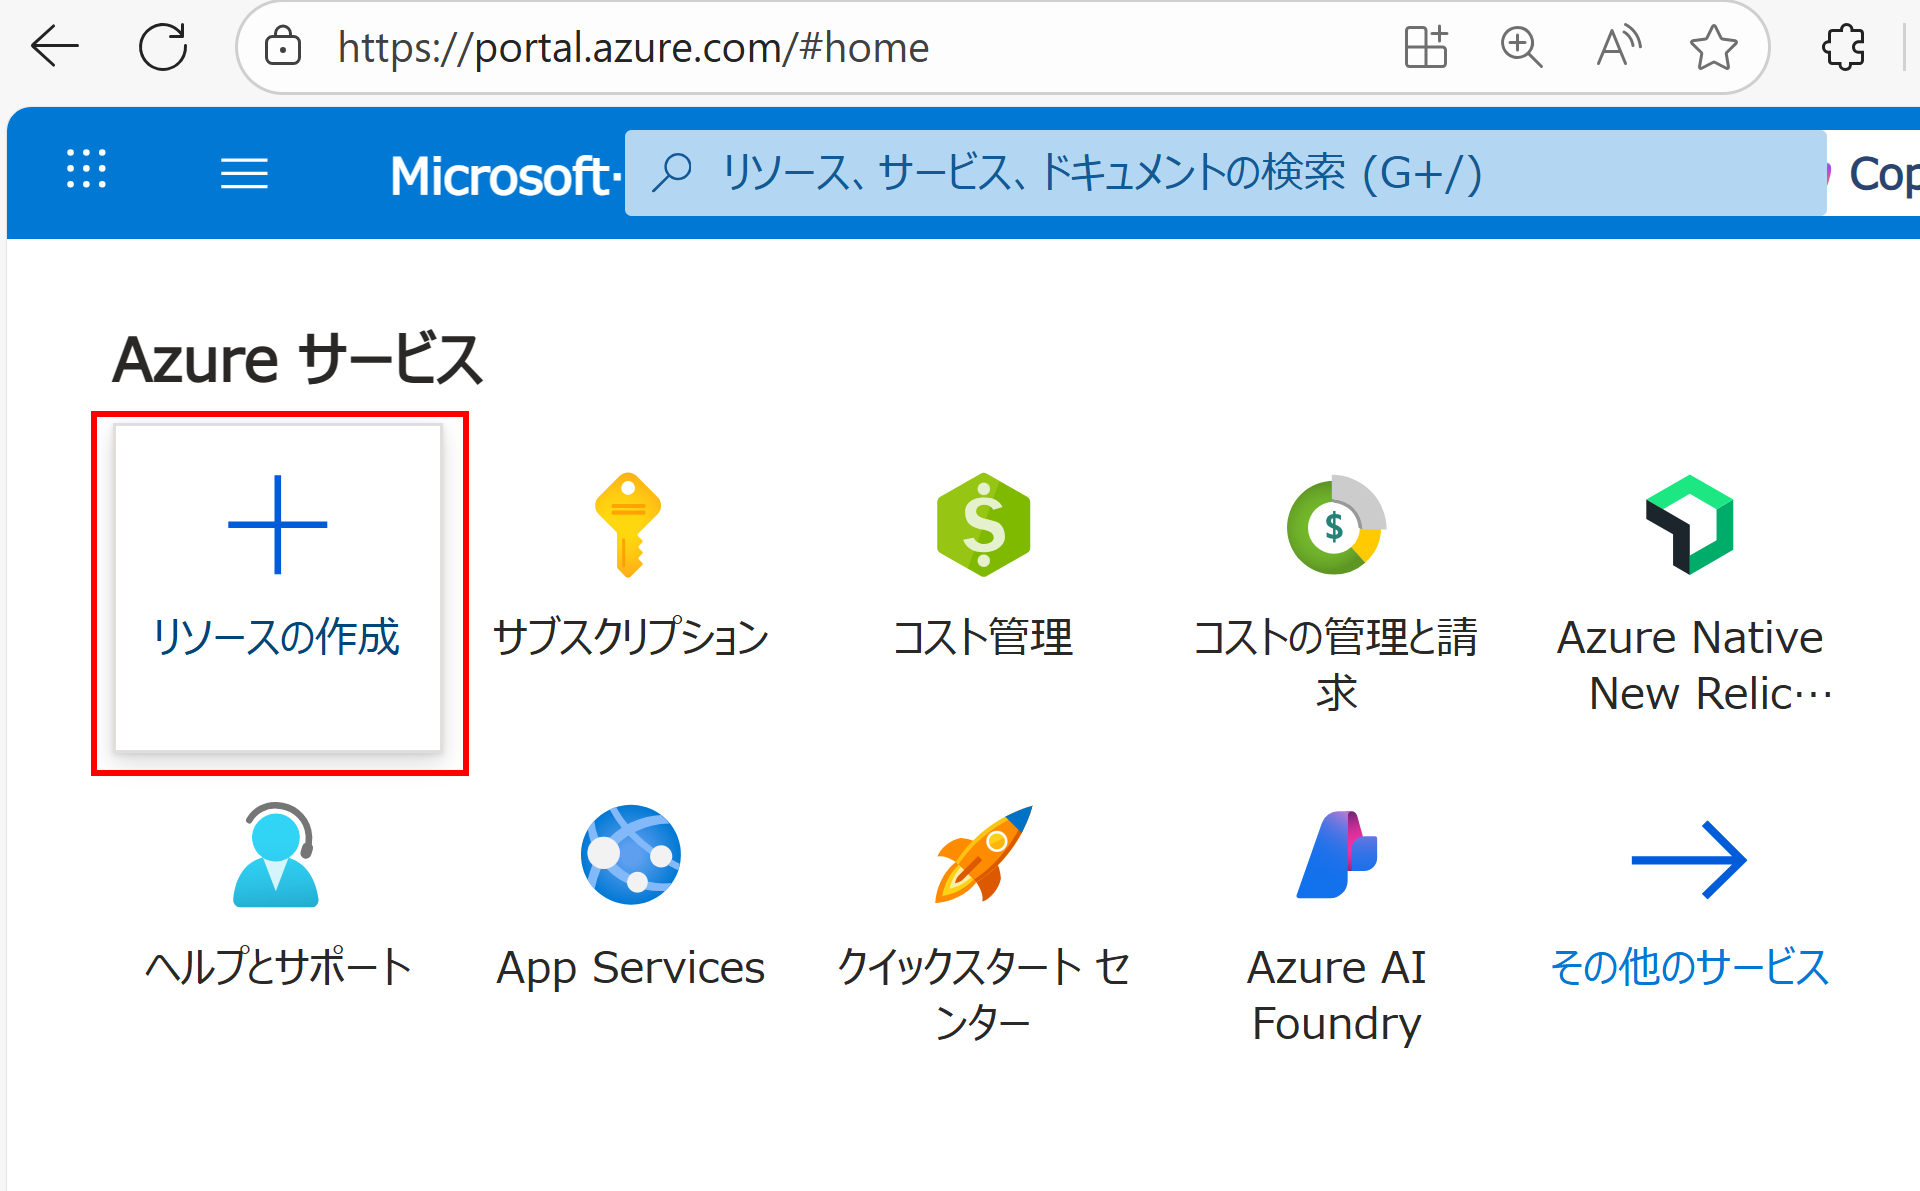 https://portal.azure.com/#home
Microsoft·
リソース、サービス、ドキュメントの検索 (G+/)
Cop
Azure サービス
リソースの作成
サブスクリプション
コスト管理
コストの管理と請
求
Azure Native
New Relic…
ヘルプとサポート
App Services
クイックスタート セ
ンター
Azure AI
Foundry
その他のサービス